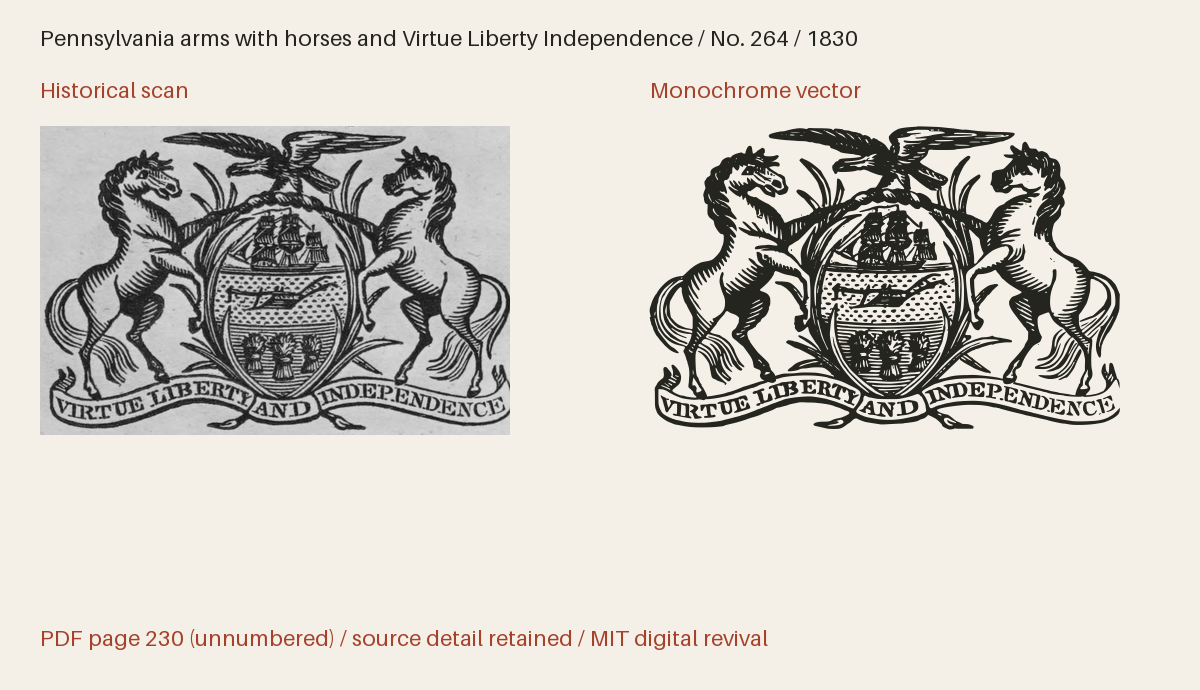 Pennsylvania arms with horses and Virtue Liberty Independence / No. 264 / 1830
Historical scan
Monochrome vector
VIRTUE LIBERTY AND INDEPENDENCE
VIRTUE LIBERTY AND INDEPENDENCE
PDF page 230 (unnumbered) / source detail retained / MIT digital revival